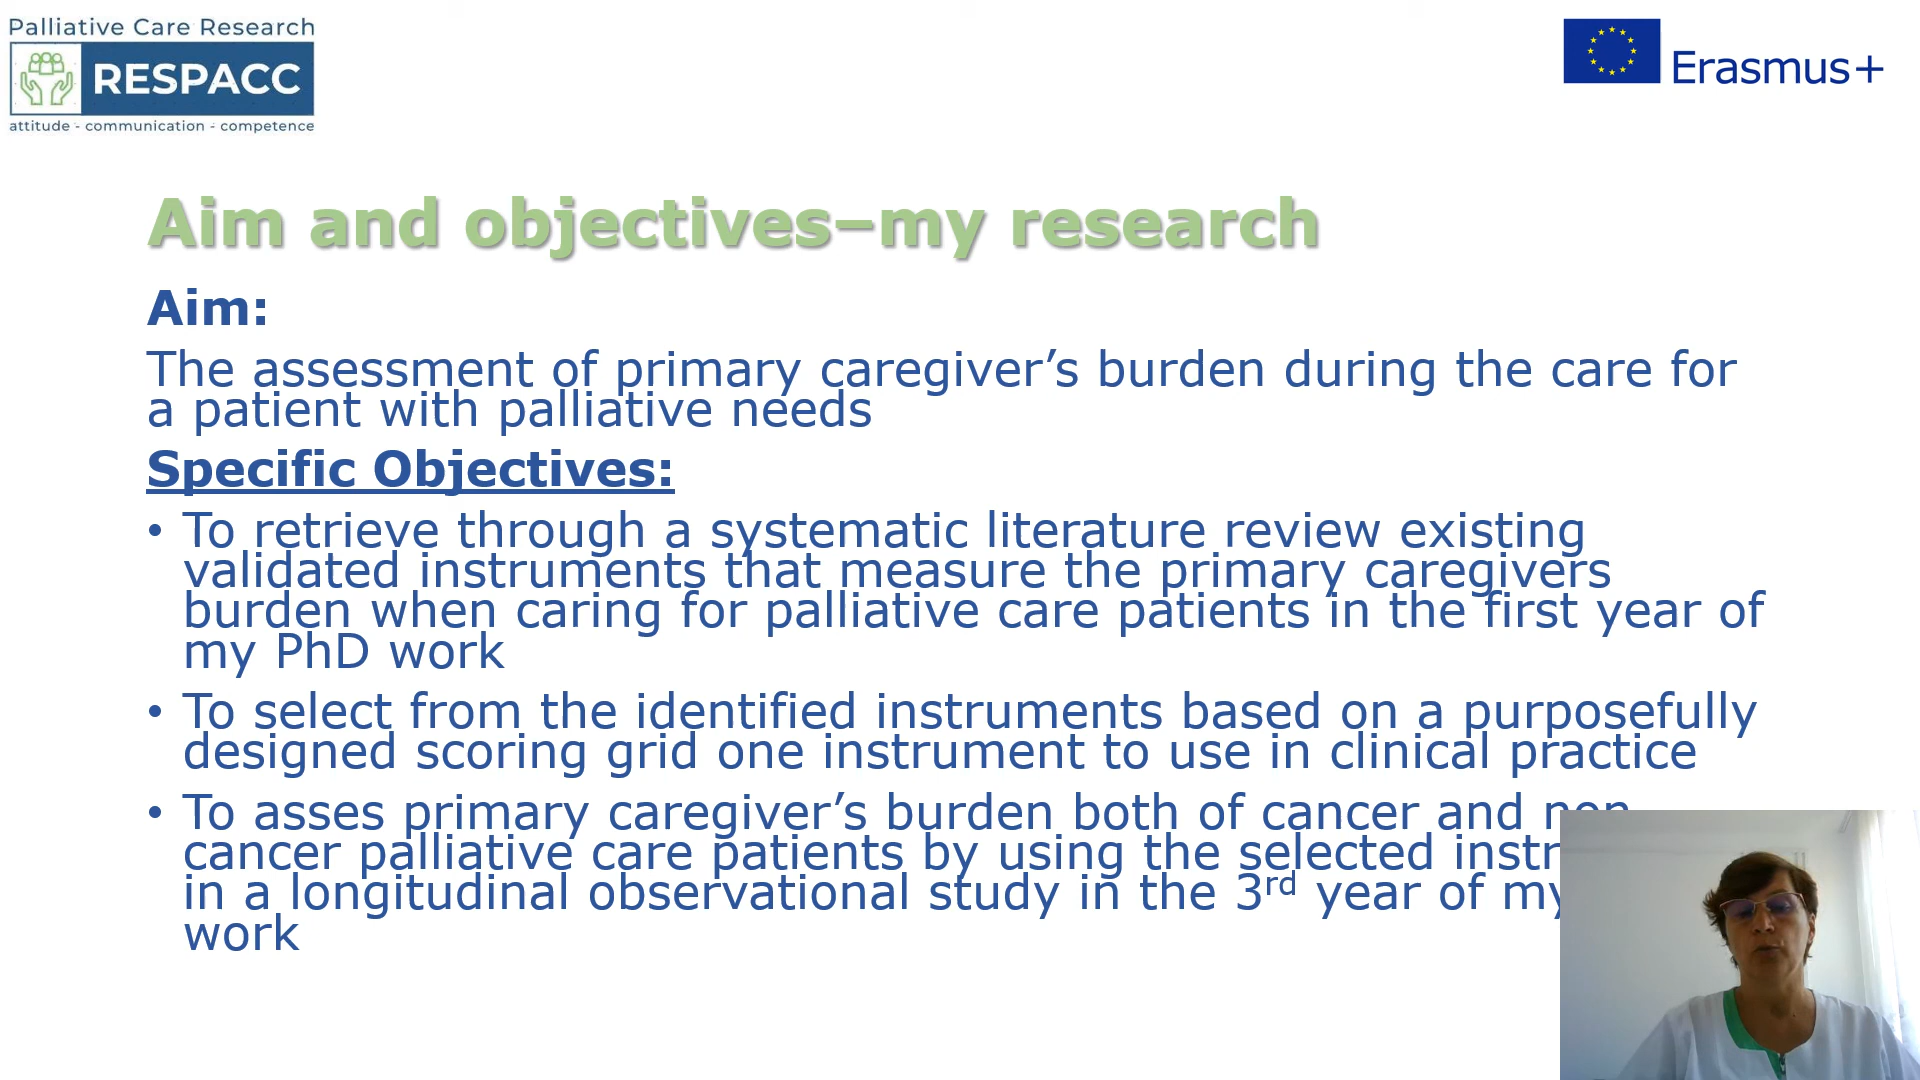 Palliative Care Research
RESPACC
attitude - communication - competence
Erasmus+
Aim and objectives–my research
Aim:
The assessment of primary caregiver’s burden during the care for
a patient with palliative needs
Specific Objectives:
• To retrieve through a systematic literature review existing
validated instruments that measure the primary caregivers
burden when caring for palliative care patients in the first year of
my PhD work
• To select from the identified instruments based on a purposefully
designed scoring grid one instrument to use in clinical practice
• To asses primary caregiver’s burden both of cancer and non
cancer palliative care patients by using the selected
in a longitudinal observational study in the 3rd year of my
work